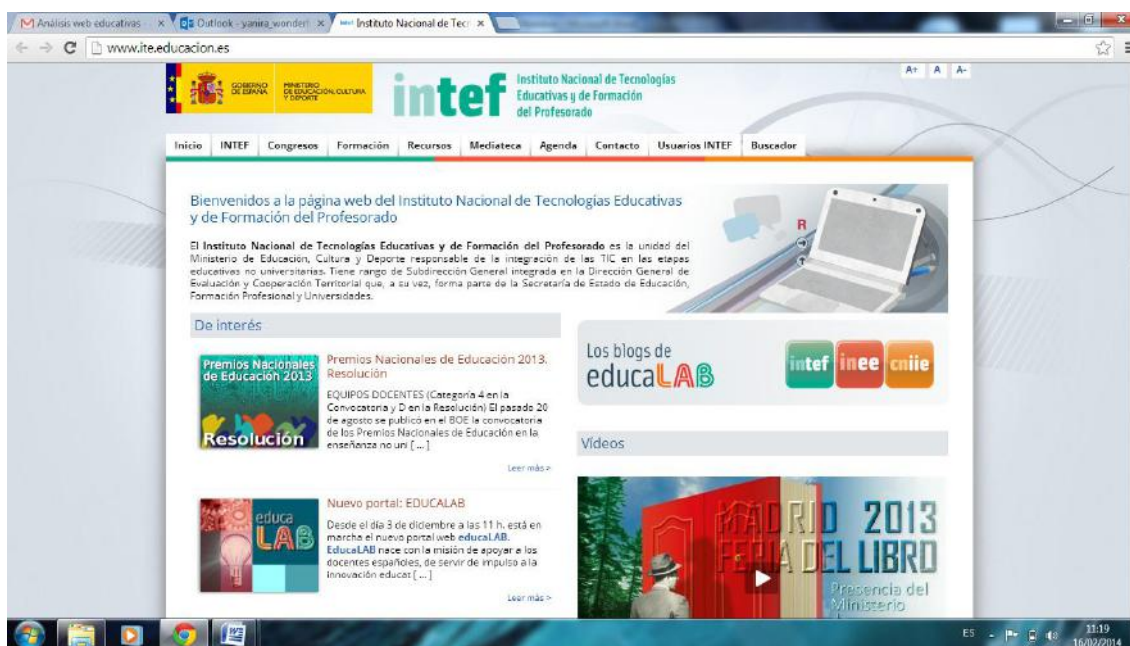 Análisis web educativas -
Outlook - yanira_wonderl
Instituto Nacional de Tecn
www.ite.educacion.es
GOBIERNO DE ESPAÑA
MINISTERIO DE EDUCACIÓN, CULTURA Y DEPORTE
intef
Instituto Nacional de Tecnologías
Educativas y de Formación
del Profesorado
A+ A A-
Inicio INTEF Congresos Formación Recursos Mediateca Agenda Contacto Usuarios INTEF Buscador
Bienvenidos a la página web del Instituto Nacional de Tecnologías Educativas
y de Formación del Profesorado
El Instituto Nacional de Tecnologías Educativas y de Formación del Profesorado es la unidad del
Ministerio de Educación, Cultura y Deporte responsable de la integración de las TIC en las etapas
educativas no universitarias. Tiene rango de Subdirección General integrada en la Dirección General de
Evaluación y Cooperación Territorial que, a su vez, forma parte de la Secretaría de Estado de Educación,
Formación Profesional y Universidades.
R
De interés
Premios Nacionales
de Educación 2013
Resolución
Premios Nacionales de Educación 2013.
Resolución
EQUIPOS DOCENTES (Categoría 4 en la
Convocatoria y D en la Resolución) El pasado 20
de agosto se publicó en el BOE la convocatoria
de los Premios Nacionales de Educación en la
enseñanza no uni [ ... ]
Leer más >
educa
LAB
Nuevo portal: EDUCALAB
Desde el día 3 de diciembre a las 11 h. está en
marcha el nuevo portal web educaLAB.
EducaLAB nace con la misión de apoyar a los
docentes españoles, de servir de impulso a la
innovación educat [ ... ]
Leer más >
Los blogs de
educaLAB
intef inee cniie
Vídeos
MADRID 2013
FERIA DEL LIBRO
Presencia del
Ministerio
ES
11:19
16/02/2014